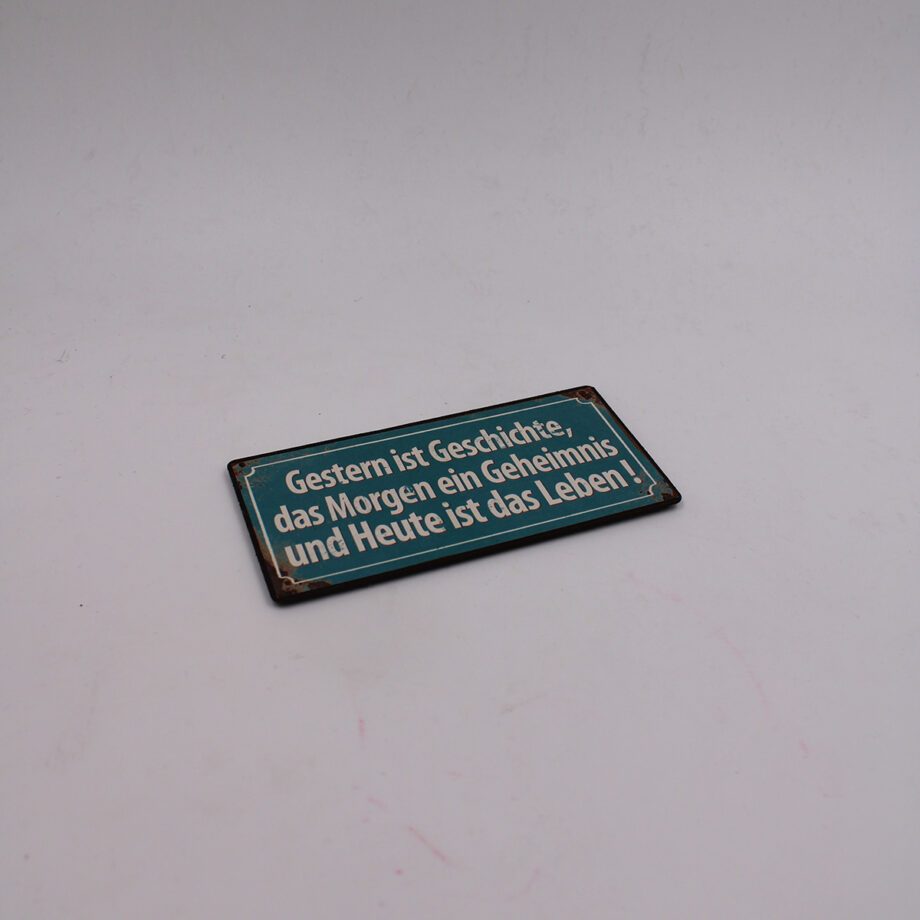 Gestern ist Geschichte,
das Morgen ein Geheimnis
und Heute ist das Leben !